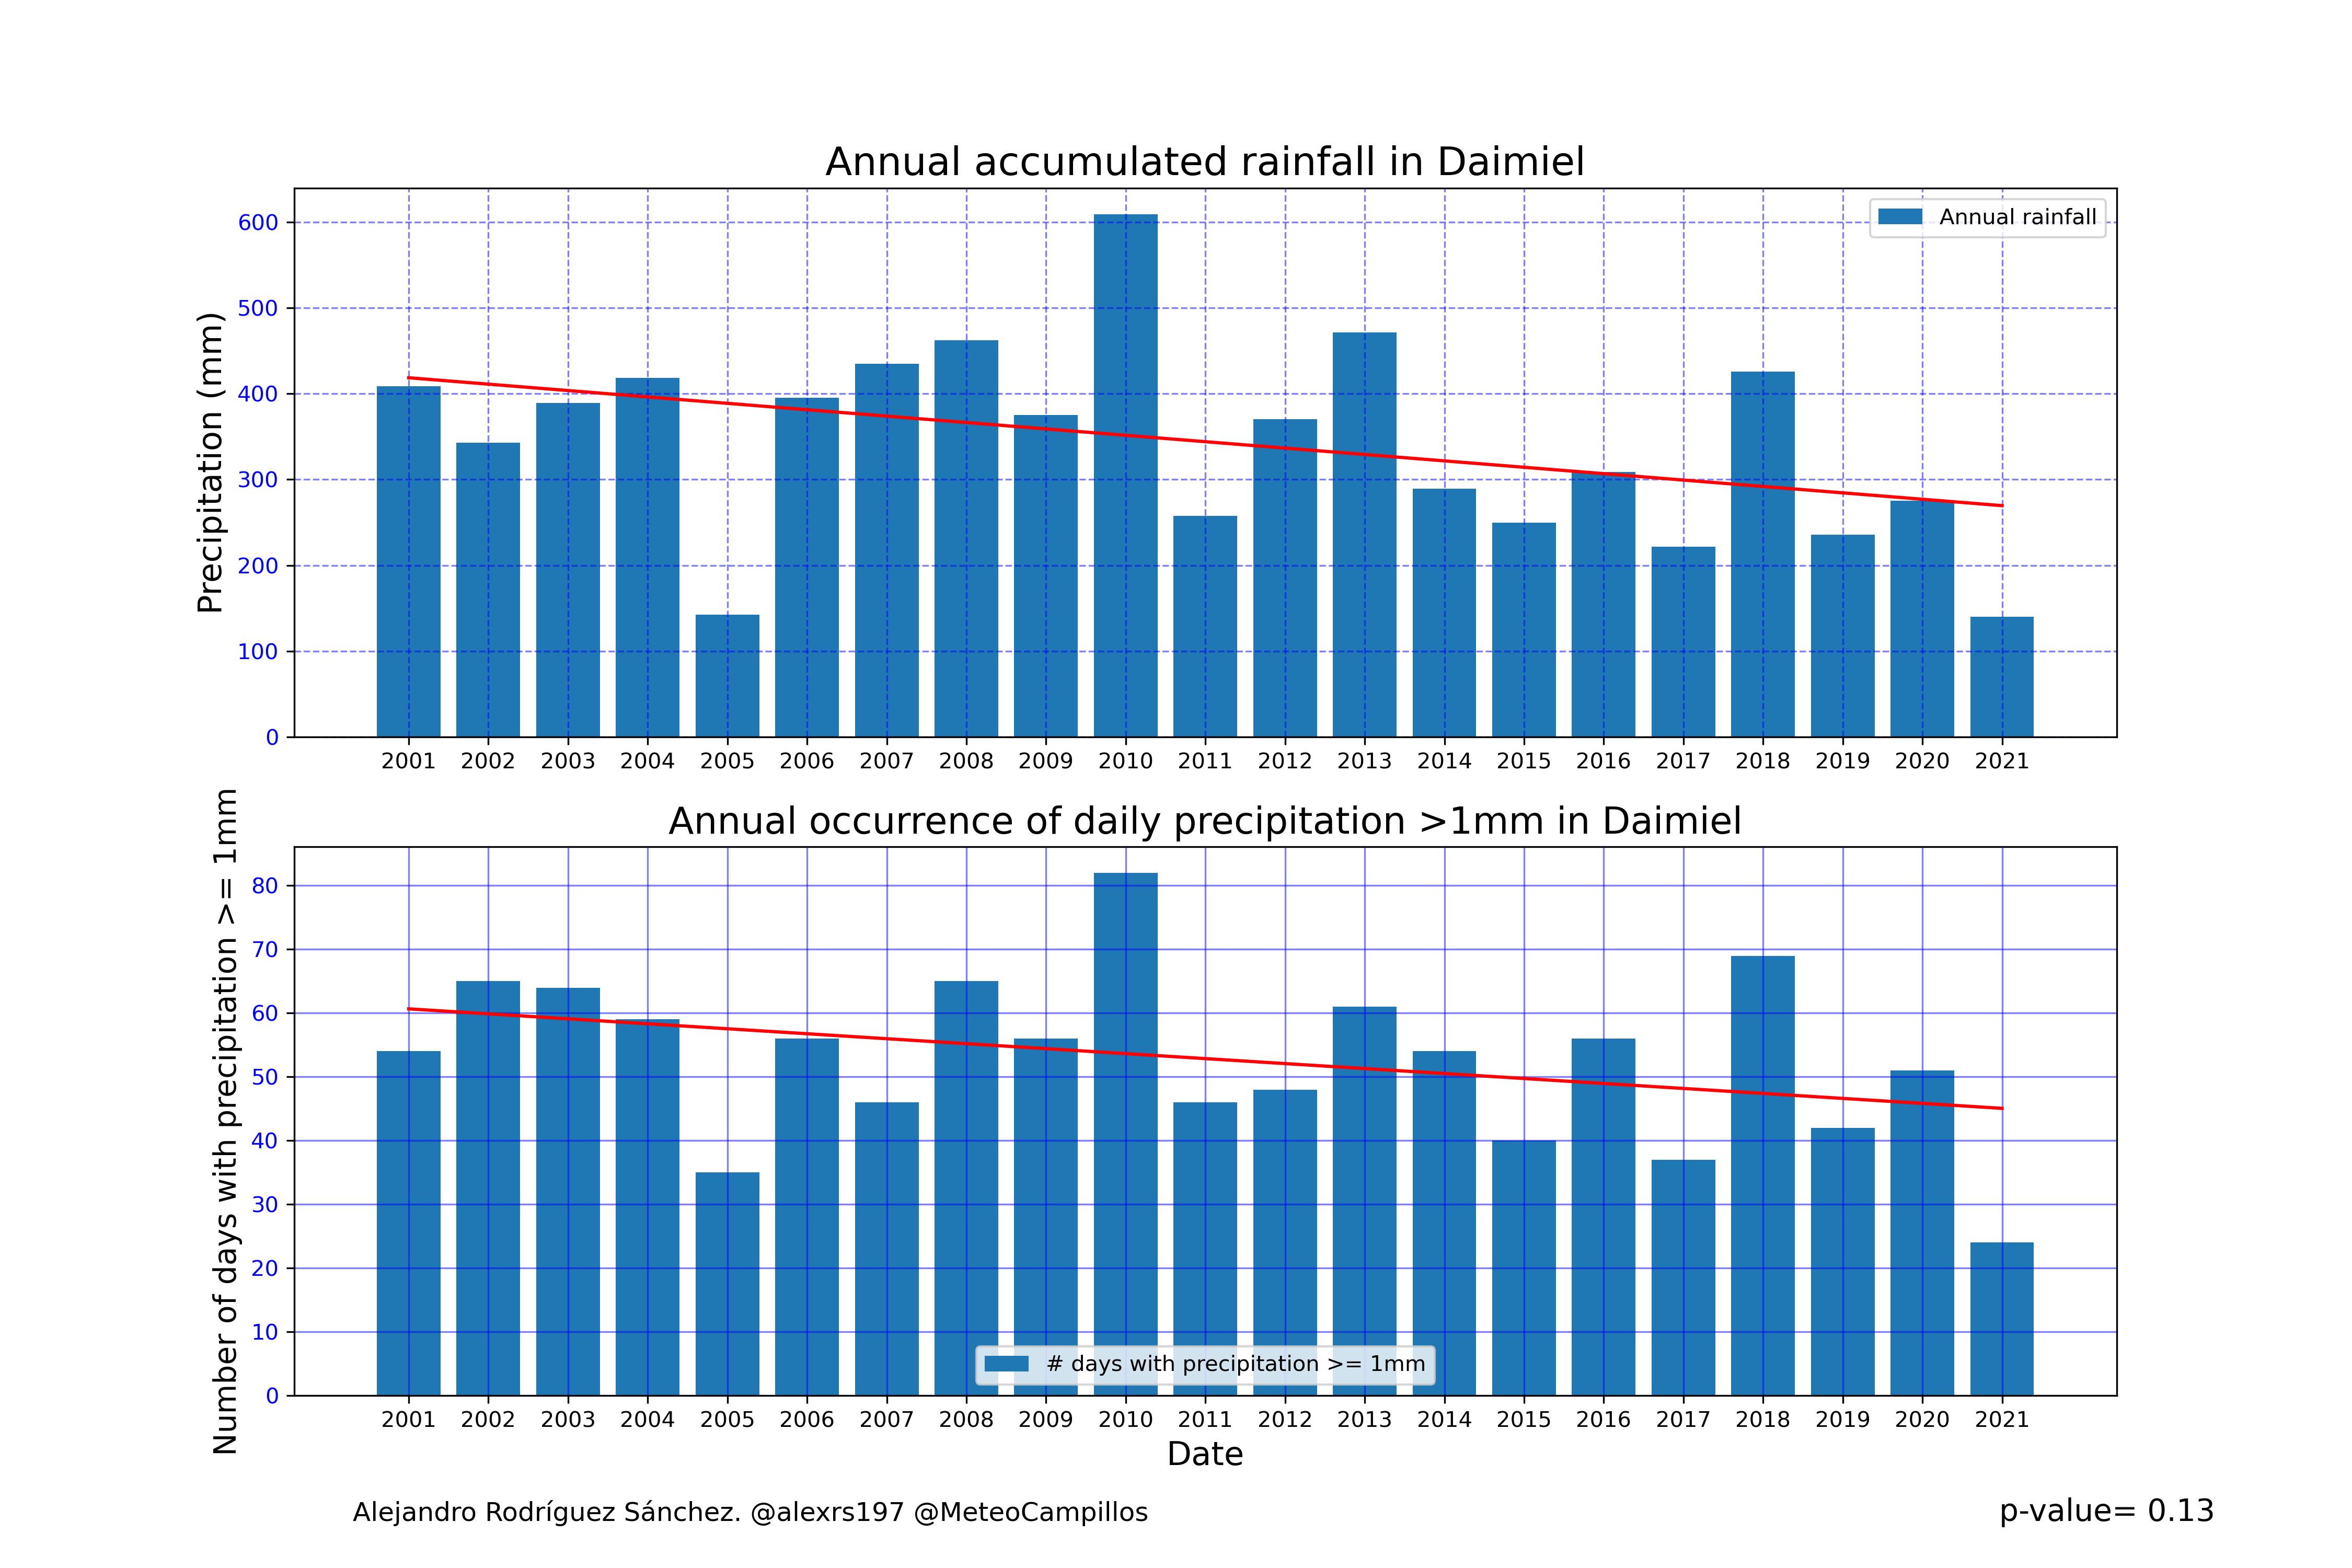 Annual accumulated rainfall in Daimiel
Annual rainfall
Precipitation (mm)
600
500
400
300
200
100
0
2001 2002 2003 2004 2005 2006 2007 2008 2009 2010 2011 2012 2013 2014 2015 2016 2017 2018 2019 2020 2021
Annual occurrence of daily precipitation >1mm in Daimiel
Number of days with precipitation >= 1mm
80
70
60
50
40
30
20
10
0
# days with precipitation >= 1mm
2001 2002 2003 2004 2005 2006 2007 2008 2009 2010 2011 2012 2013 2014 2015 2016 2017 2018 2019 2020 2021
Date
Alejandro Rodríguez Sánchez. @alexrs197 @MeteoCampillos
p-value= 0.13